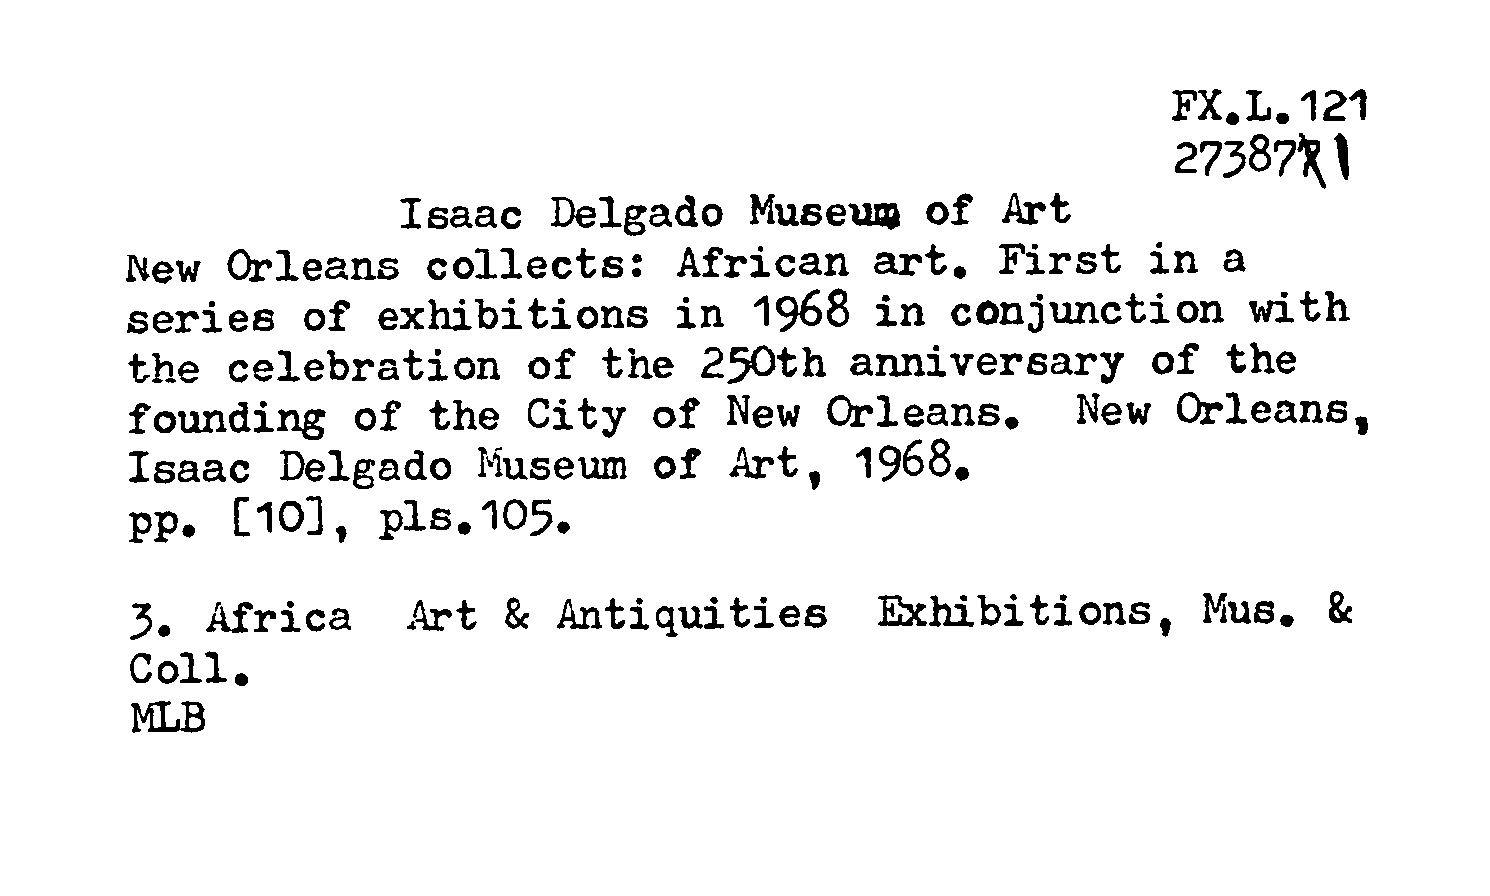 FX.L.121
273871
Isaac Delgado Museum of Art
New Orleans collects: African art. First in a
series of exhibitions in 1968 in conjunction with
the celebration of the 250th anniversary of the
founding of the City of New Orleans. New Orleans,
Isaac Delgado Museum of Art, 1968.
pp. [10], pls.105.
3. Africa Art & Antiquities Exhibitions, Mus. &
Coll.
MLB